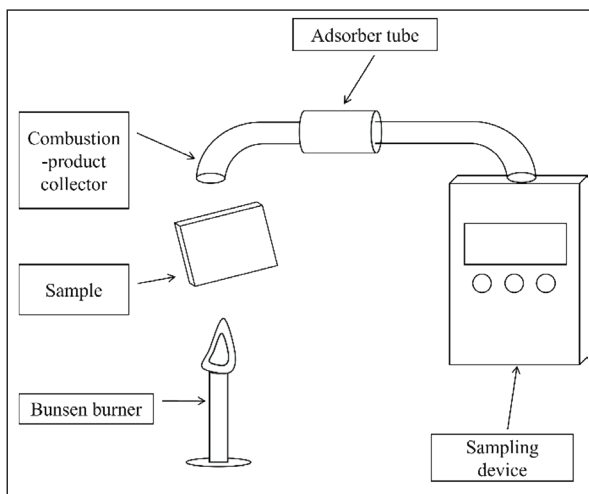 Adsorber tube
Combustion
-product
collector
Sample
Bunsen burner
Sampling
device